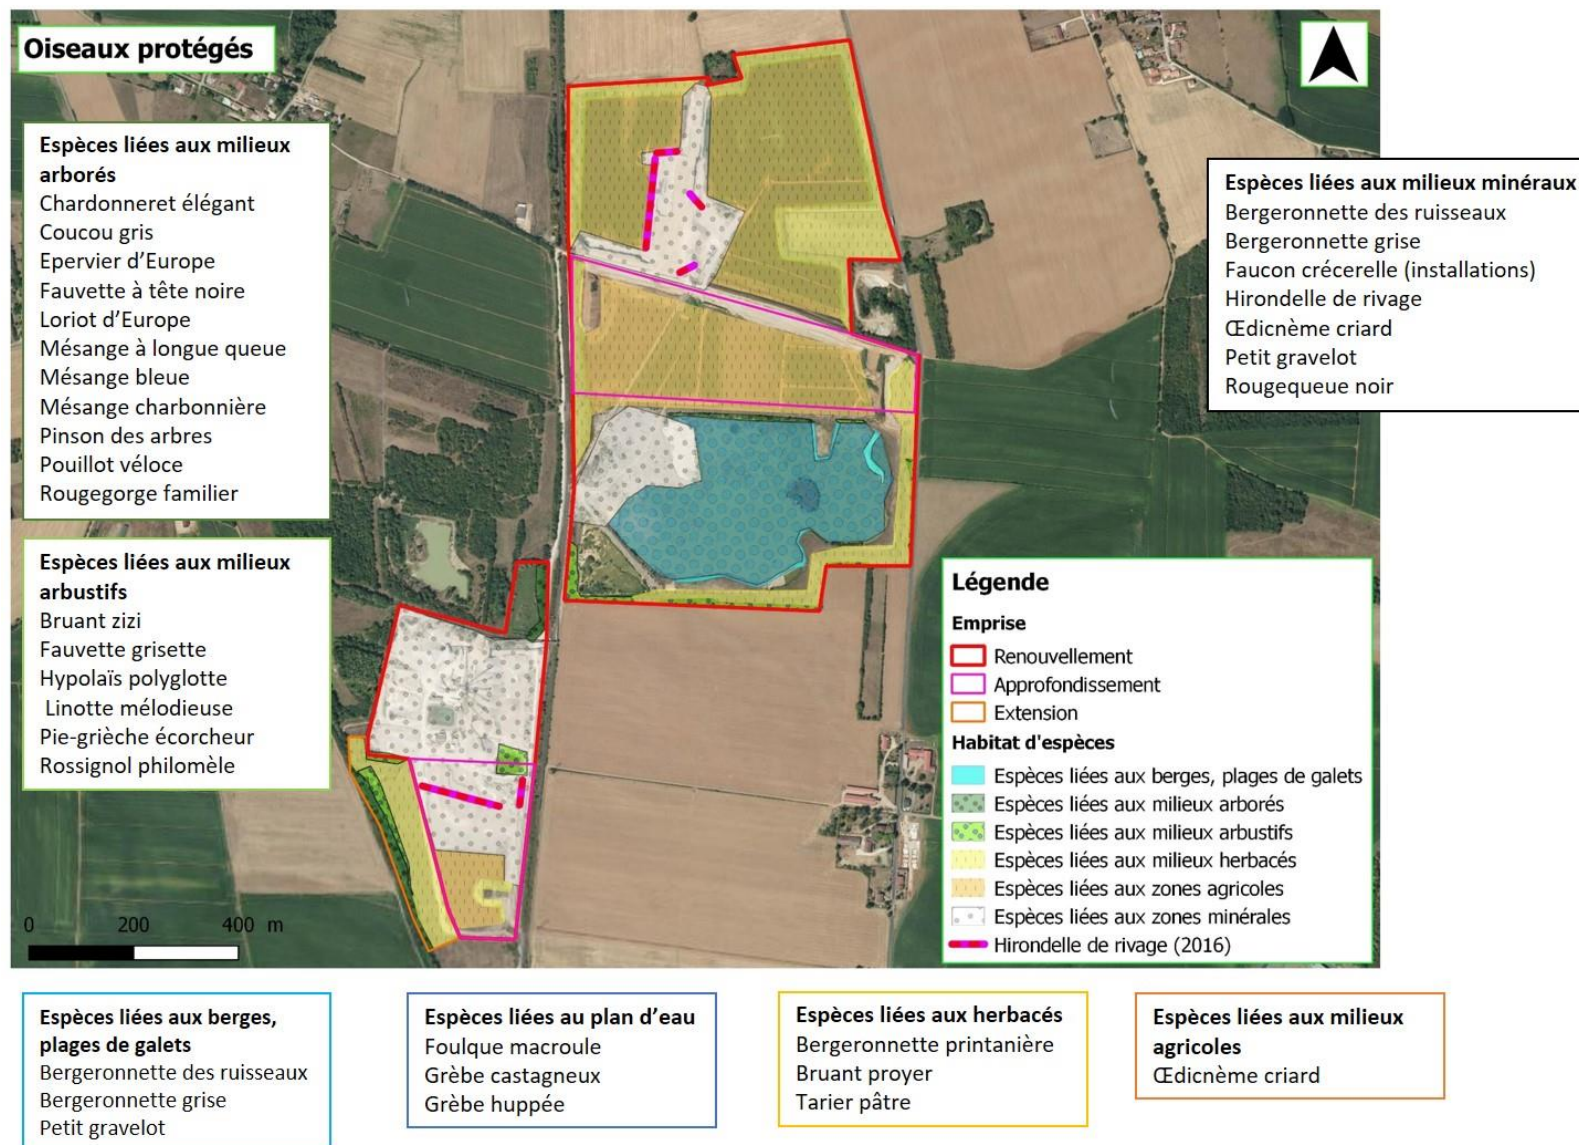 Oiseaux protégés
Espèces liées aux milieux
arborés
Chardonneret élégant
Coucou gris
Epervier d’Europe
Fauvette à tête noire
Loriot d’Europe
Mésange à longue queue
Mésange bleue
Mésange charbonnière
Pinson des arbres
Pouillot véloce
Rougegorge familier
Espèces liées aux milieux
arbustifs
Bruant zizi
Fauvette grisette
Hypolaïs polyglotte
Linotte mélodieuse
Pie-grièche écorcheur
Rossignol philomèle
Espèces liées aux milieux minéraux
Bergeronnette des ruisseaux
Bergeronnette grise
Faucon crécerelle (installations)
Hirondelle de rivage
Œdicnème criard
Petit gravelot
Rougequeue noir
Légende
Emprise
Renouvellement
Approfondissement
Extension
Habitat d'espèces
Espèces liées aux berges, plages de galets
Espèces liées aux milieux arborés
Espèces liées aux milieux arbustifs
Espèces liées aux milieux herbacés
Espèces liées aux zones agricoles
Espèces liées aux zones minérales
Hirondelle de rivage (2016)
0 200 400 m
Espèces liées aux berges,
plages de galets
Bergeronnette des ruisseaux
Bergeronnette grise
Petit gravelot
Espèces liées au plan d’eau
Foulque macroule
Grèbe castagneux
Grèbe huppée
Espèces liées aux herbacés
Bergeronnette printanière
Bruant proyer
Tarier pâtre
Espèces liées aux milieux
agricoles
Œdicnème criard